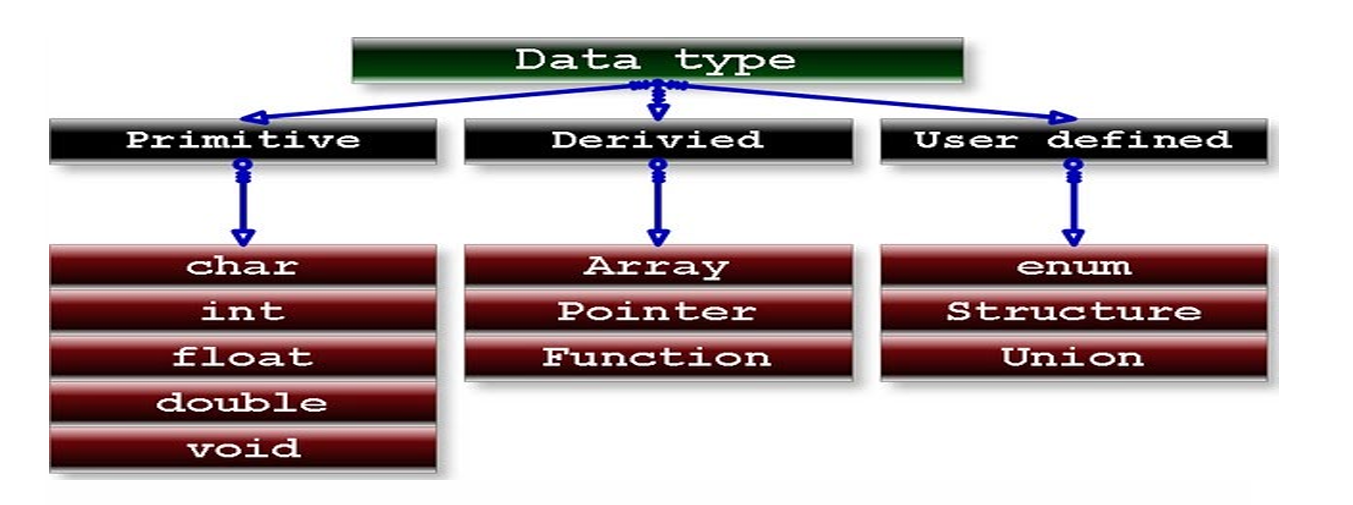 Data type
Primitive
Derivied
User defined
char
int
float
double
void
Array
Pointer
Function
enum
Structure
Union